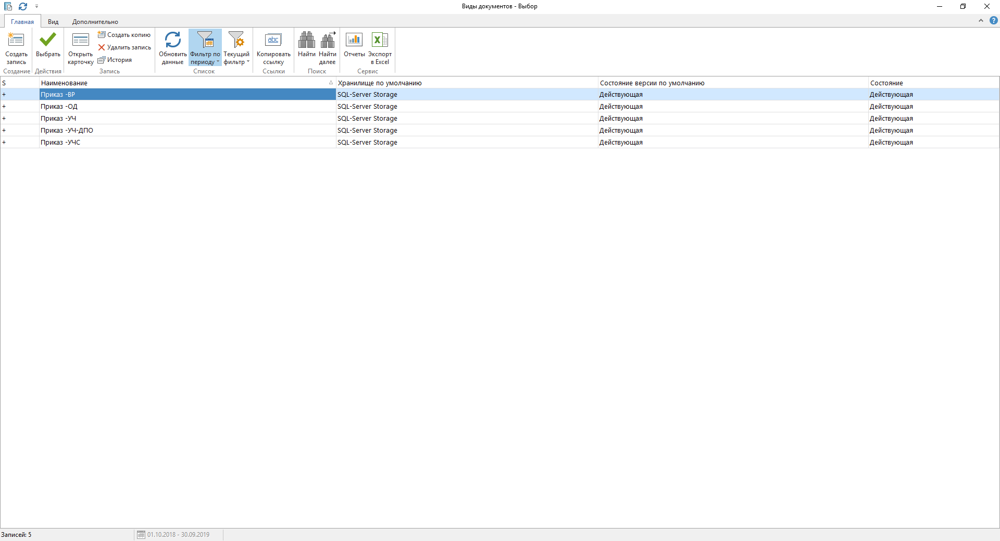 Виды документов - Выбор
Главная Вид Дополнительно
Создать запись
Выбрать
Открыть карточку
Создать копию
Удалить запись
История
Обновить данные
Фильтр по периоду
Текущий фильтр
abc
Копировать ссылку
Найти
Найти далее
Отчеты
Экспорт в Excel
Создание Действия Запись Список Ссылки Поиск Сервис
S Наименование Хранилище по умолчанию Состояние версии по умолчанию Состояние
+ Приказ -ВР SQL-Server Storage Действующая Действующая
+ Приказ -ОД SQL-Server Storage Действующая Действующая
+ Приказ -УЧ SQL-Server Storage Действующая Действующая
+ Приказ -УЧ-ДПО SQL-Server Storage Действующая Действующая
+ Приказ -УЧС SQL-Server Storage Действующая Действующая
Записей: 5 01.10.2018 - 30.09.2019